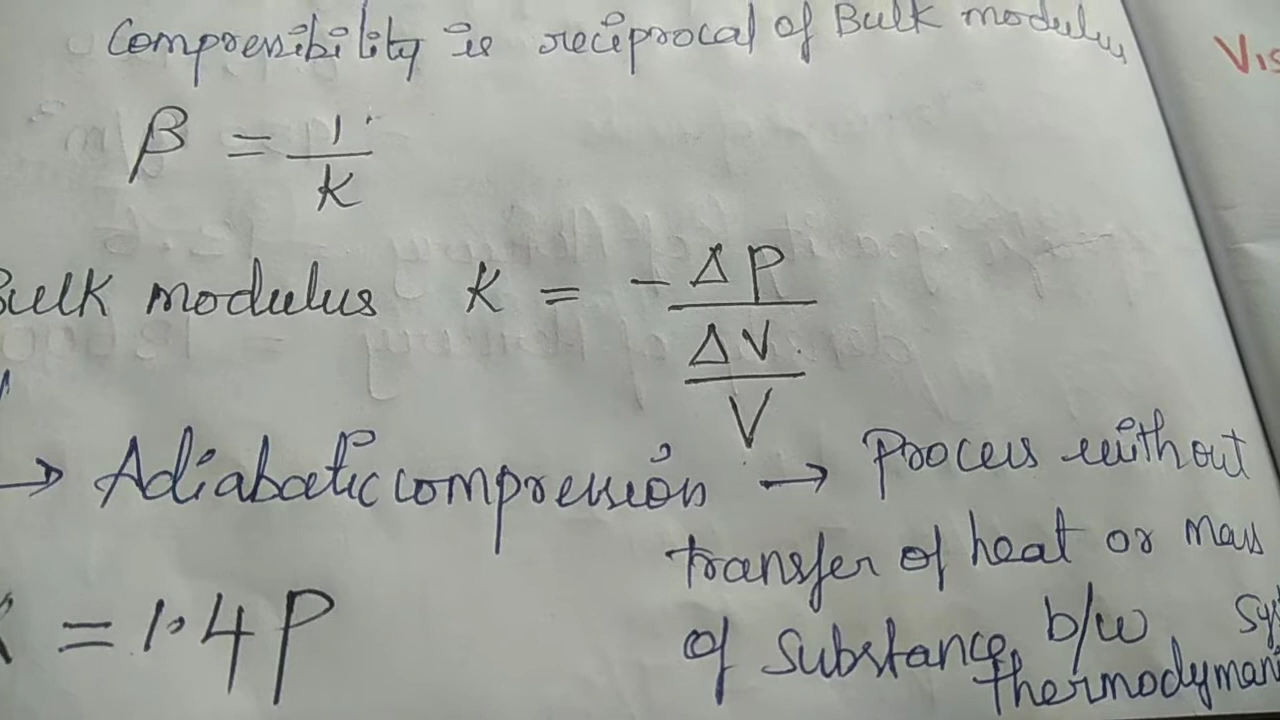 Compressibility is reciprocal of Bulk modulus
β = 1/K
Bulk modulus K = -ΔP/(ΔV/V)
→ Adiabatic compression → Process without
transfer of heat or mass
of substance b/w
= 1.4 P